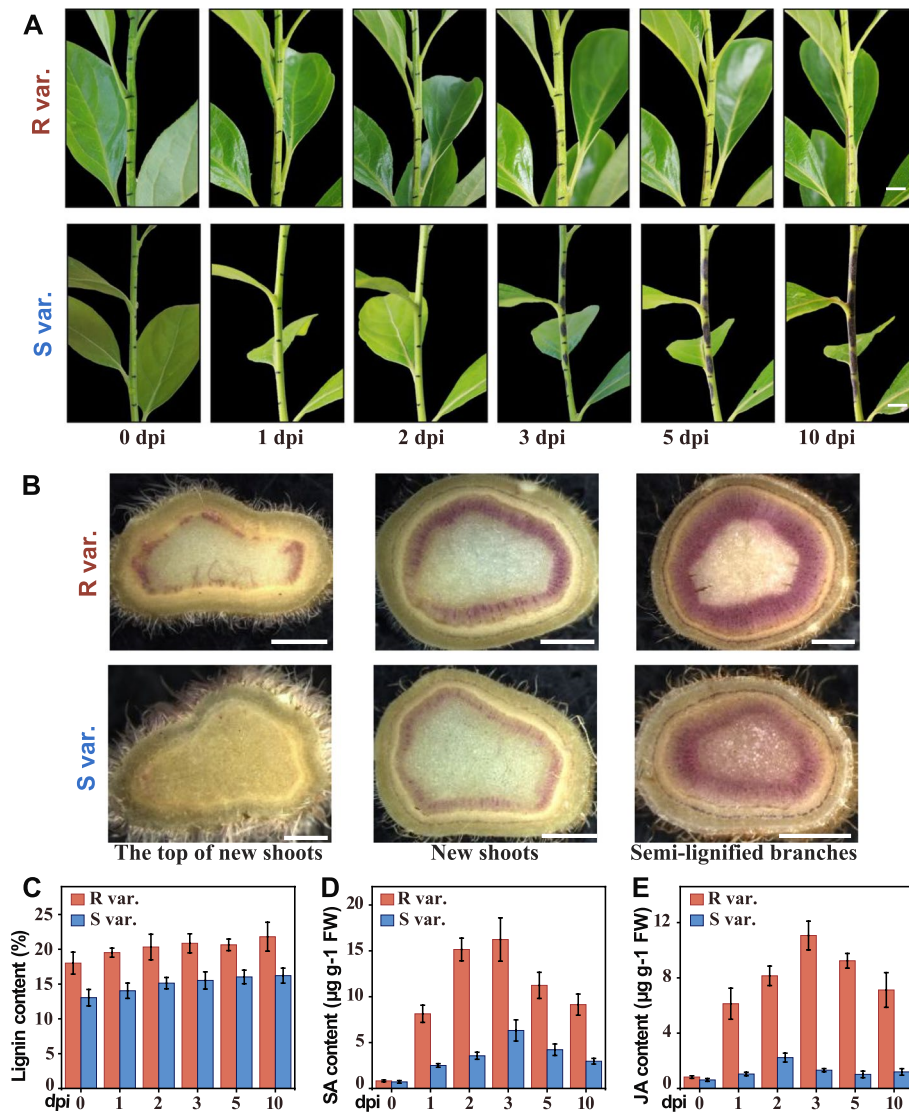 A
R var.
S var.
0 dpi 1 dpi 2 dpi 3 dpi 5 dpi 10 dpi
B
R var.
S var.
The top of new shoots New shoots Semi-lignified branches
C
R var.
S var.
Lignin content (%)
25
20
15
10
5
0
dpi 0 1 2 3 5 10
D
R var.
S var.
SA content (µg g-1 FW)
20
15
10
5
0
dpi 0 1 2 3 5 10
E
R var.
S var.
JA content (µg g-1 FW)
12
9
6
3
0
dpi 0 1 2 3 5 10